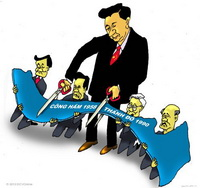 CÔNG HÀM 1958
THÀNH ĐÔ 1990